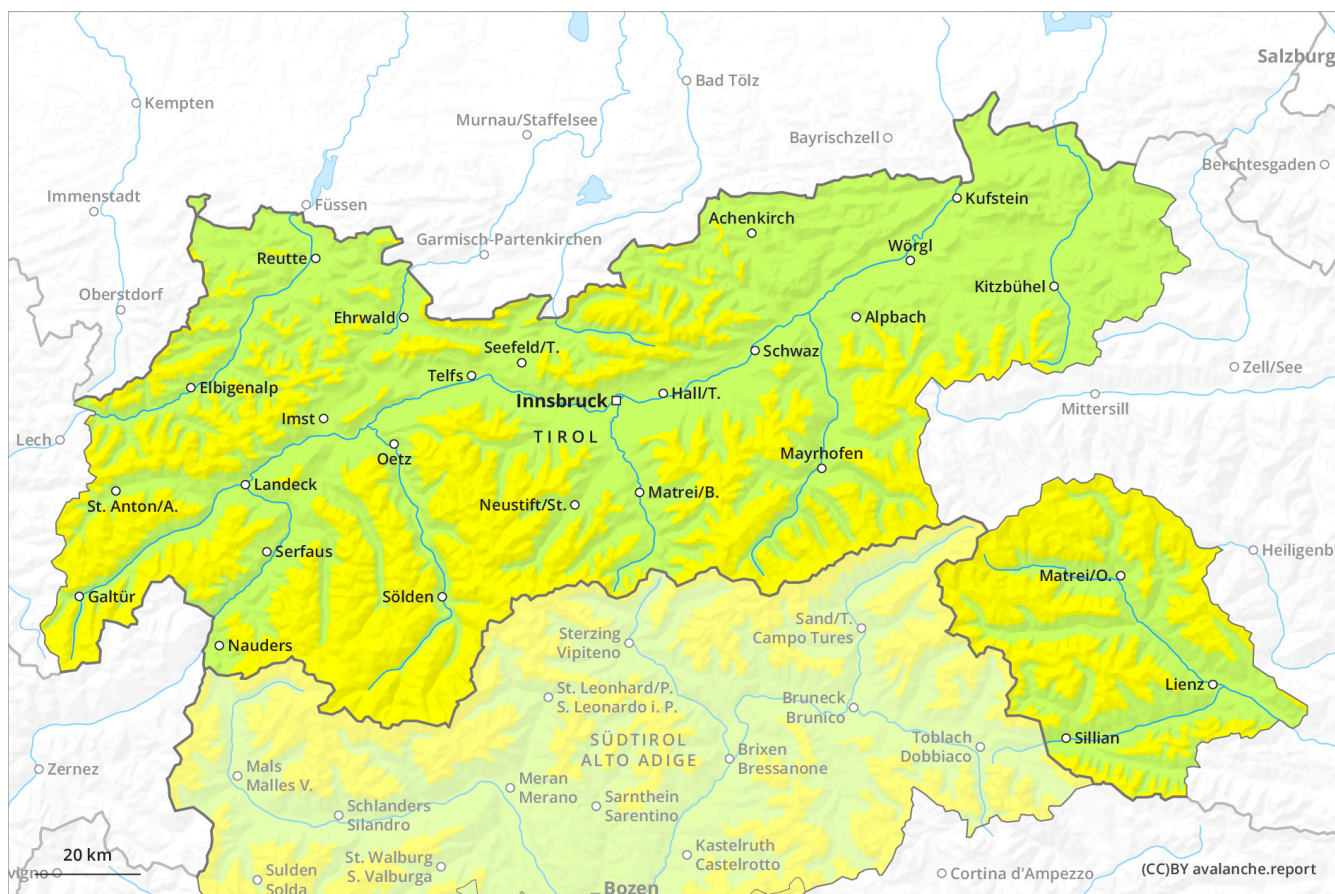 Salzburg
Bad Tölz
Kempten
Murnau/Staffelsee
Bayrischzell
Berchtesgaden
Immenstadt
Füssen
Kufstein
Achenkirch
Garmisch-Partenkirchen
Wörgl
Reutte
Kitzbühel
Oberstdorf
Ehrwald
Alpbach
Seefeld/T.
Schwaz
Zell/See
Telfs
Elbigenalp
Hall/T.
Innsbruck
Mittersill
Imst
Lech
TIROL
Oetz
Mayrhofen
Landeck
St. Anton/A.
Neustift/St.
Matrei/B.
Serfaus
Heiligenb
Matrei/O.
Galtür
Sölden
Sand/T.
Campo Tures
Sterzing
Vipiteno
Nauders
Lienz
St. Leonhard/P.
S. Leonardo i. P.
Bruneck
Brunico
SÜDTIROL
ALTO ADIGE
Toblach
Dobbiaco
Sillian
Brixen
Bressanone
Zernez
Mals
Malles V.
Meran
Merano
Sarnthein
Sarentino
Schlanders
Silandro
Kastelruth
Castelrotto
20 km
St. Walburg
S. Valburga
vigno
Sulden
Solda
Cortina d'Ampezzo
(CC)BY avalanche.report
Bozen